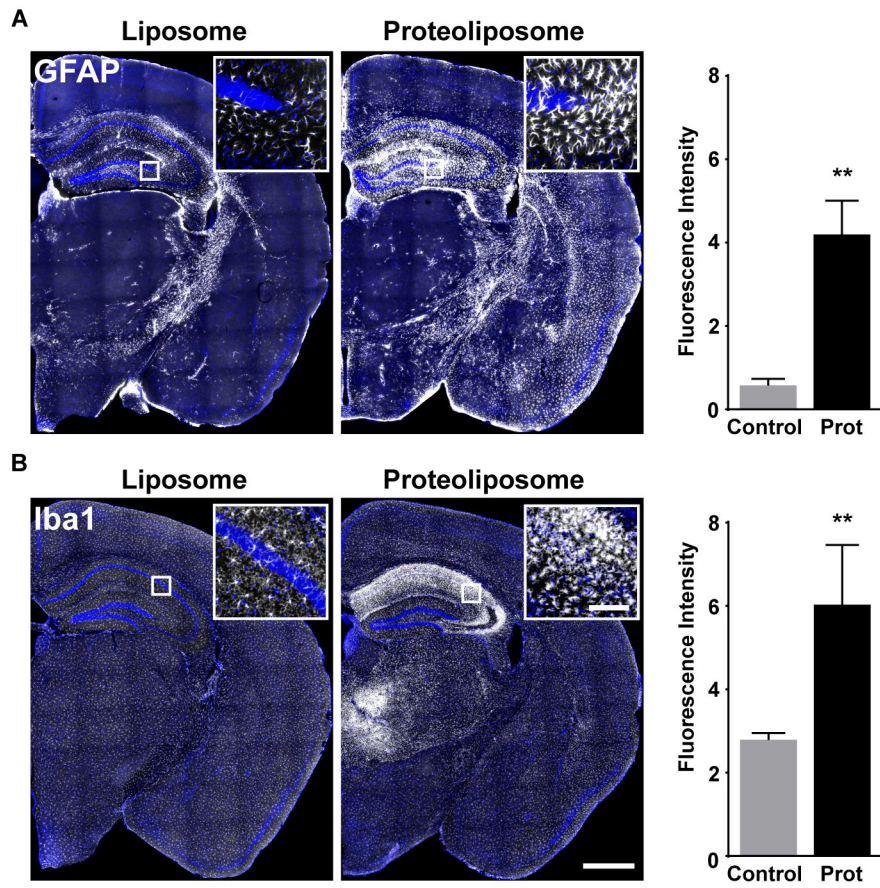 A
Liposome
Proteoliposome
GFAP
Fluorescence Intensity
8
6
4
2
0
**
Control
Prot
B
Liposome
Proteoliposome
Iba1
Fluorescence Intensity
8
6
4
2
0
**
Control
Prot